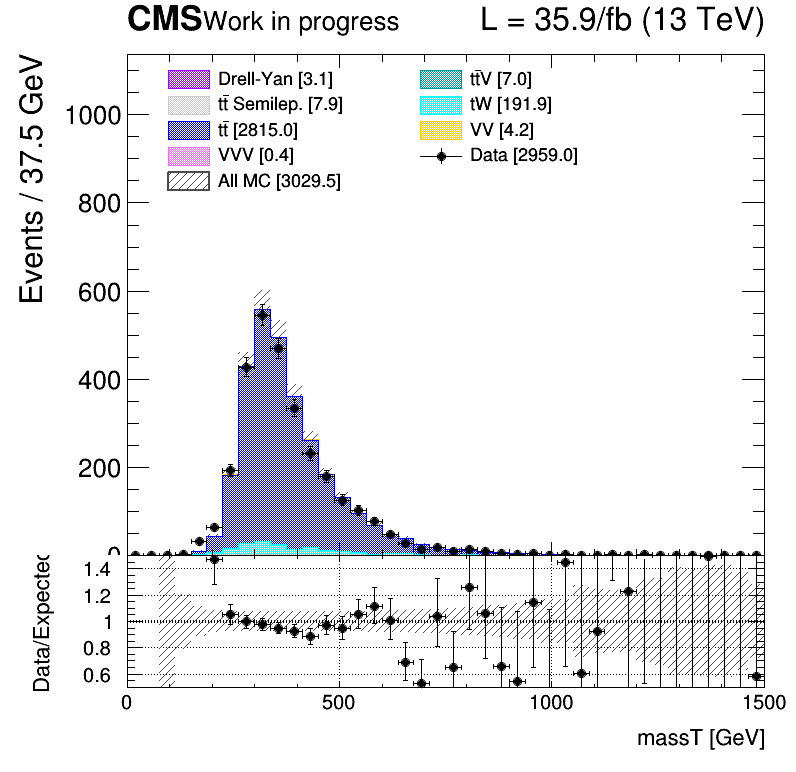 CMS Work in progress L = 35.9/fb (13 TeV)
Events / 37.5 GeV
1000
800
600
400
200
0
Drell-Yan [3.1]
tt̄ Semilep. [7.9]
tt̄ [2815.0]
VVV [0.4]
All MC [3029.5]
tt̄V [7.0]
tW [191.9]
VV [4.2]
Data [2959.0]
Data/Expected
1.4
1.2
1
0.8
0.6
0 500 1000 1500
massT [GeV]